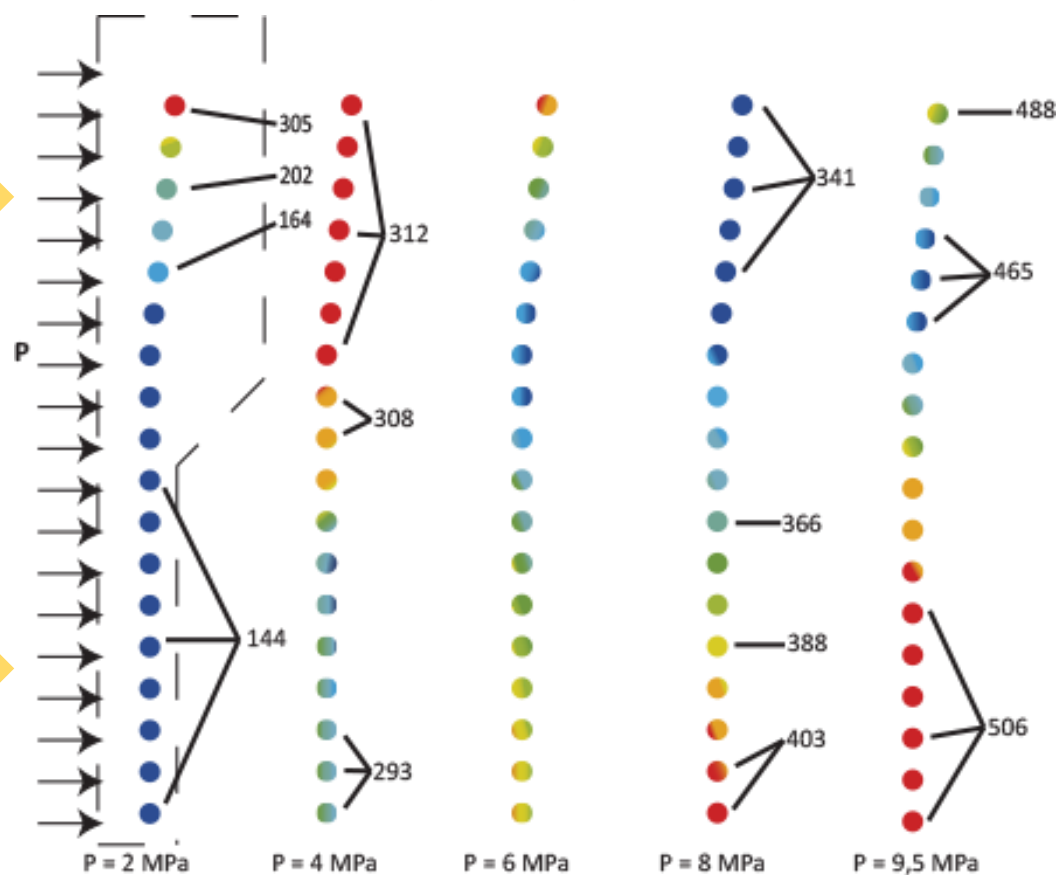 488
305
202
341
164
312
465
P
308
366
144
388
403
506
293
P = 2 MPa
P = 4 MPa
P = 6 MPa
P = 8 MPa
P = 9,5 MPa